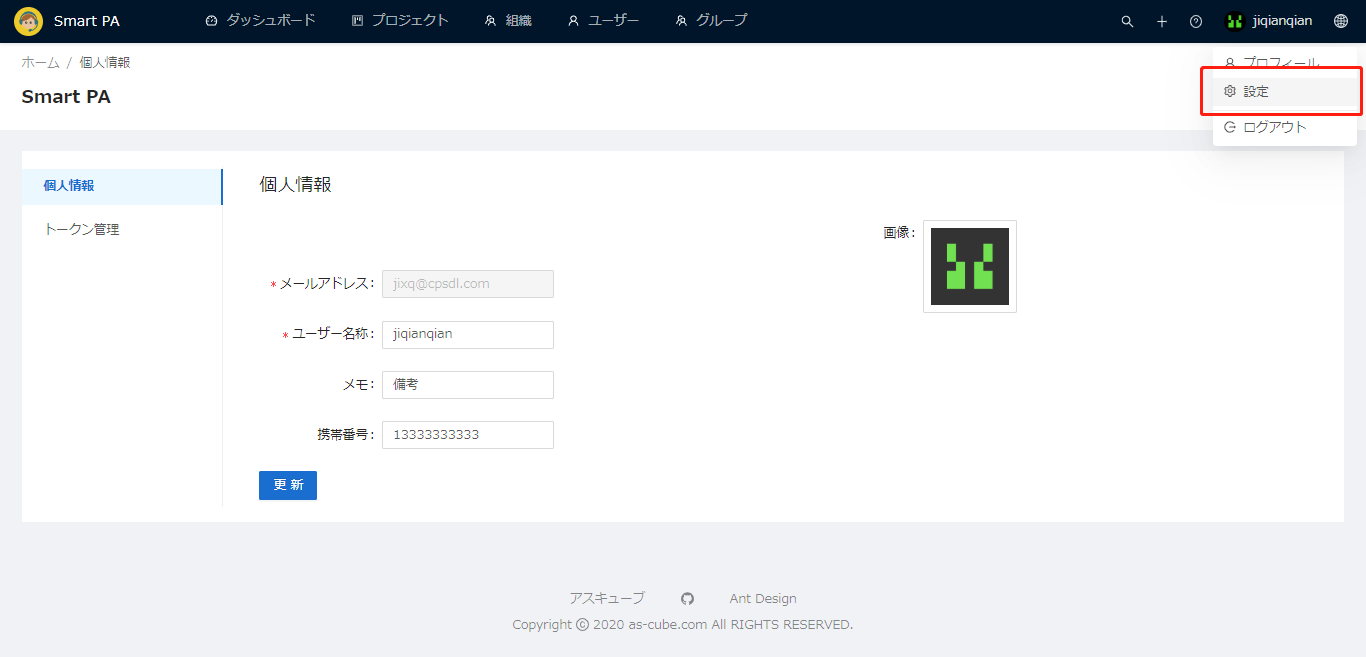 Smart PA ダッシュボード プロジェクト 組織 ユーザー グループ jiqianqian
ホーム / 個人情報
プロフィール
設定
ログアウト
Smart PA
個人情報
トークン管理
個人情報
画像:
* メールアドレス: jixq@cpsdl.com
* ユーザー名称: jiqianqian
メモ: 備考
携帯番号: 13333333333
更 新
アスキューブ Ant Design
Copyright © 2020 as-cube.com All RIGHTS RESERVED.